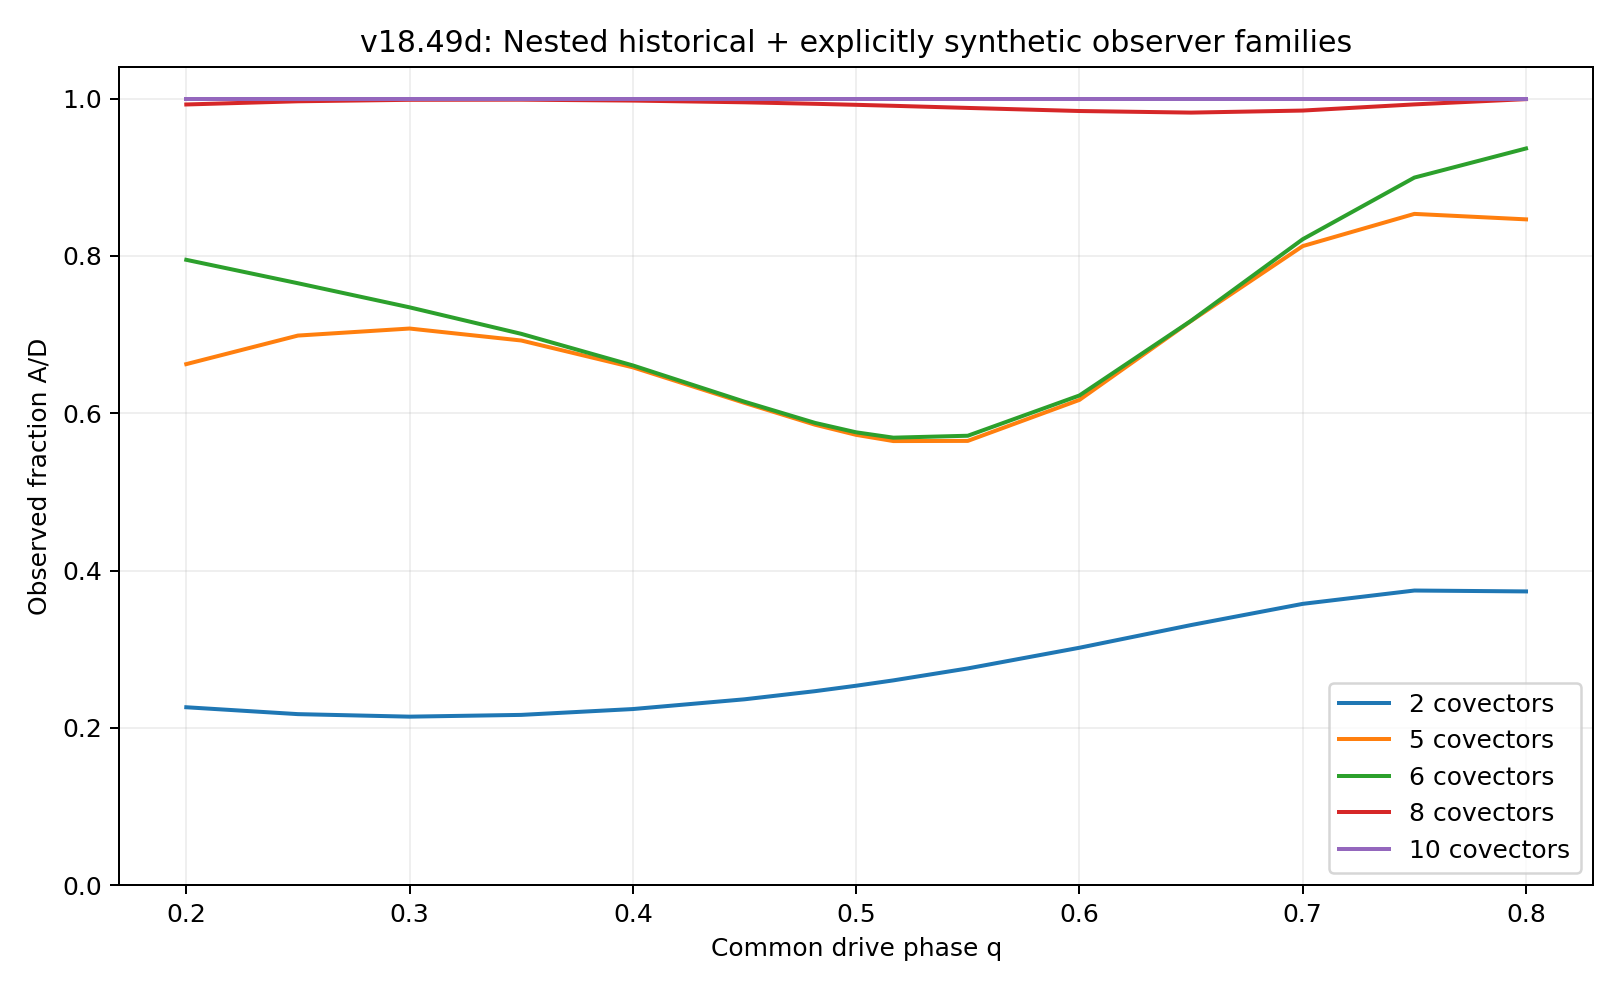 v18.49d: Nested historical + explicitly synthetic observer families
Observed fraction A/D
1.0
0.8
0.6
0.4
0.2
0.0
0.2 0.3 0.4 0.5 0.6 0.7 0.8
Common drive phase q
2 covectors
5 covectors
6 covectors
8 covectors
10 covectors